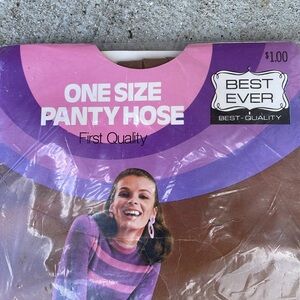 $1.00
ONE SIZE
PANTY HOSE
First Quality
BEST
EVER
BEST-QUALITY